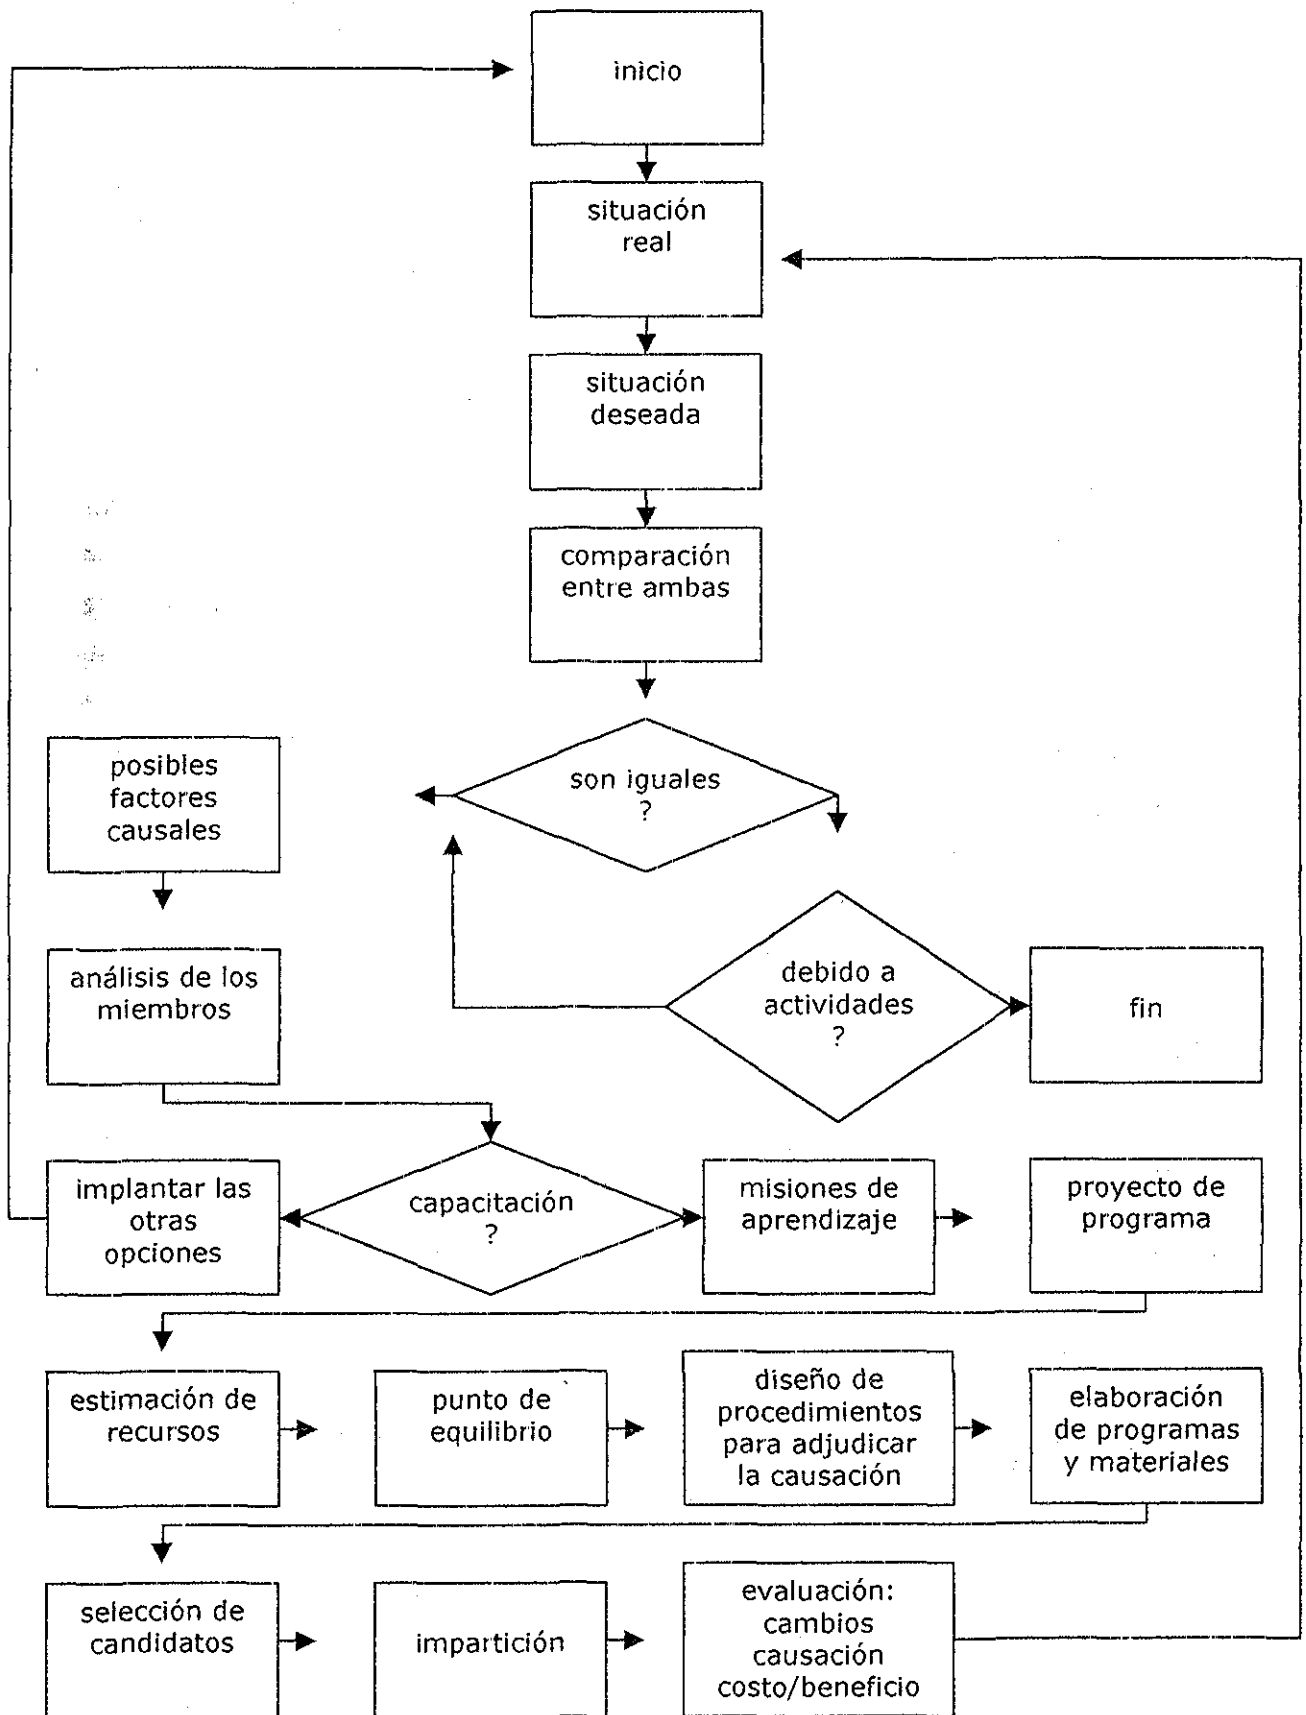 inicio
situación
real
situación
deseada
comparación
entre ambas
son iguales
?
posibles
factores
causales
debido a
actividades
?
fin
análisis de los
miembros
implantar las
otras
opciones
capacitación
?
misiones de
aprendizaje
proyecto de
programa
estimación de
recursos
punto de
equilibrio
diseño de
procedimientos
para adjudicar
la causación
elaboración
de programas
y materiales
selección de
candidatos
impartición
evaluación:
cambios
causación
costo/beneficio